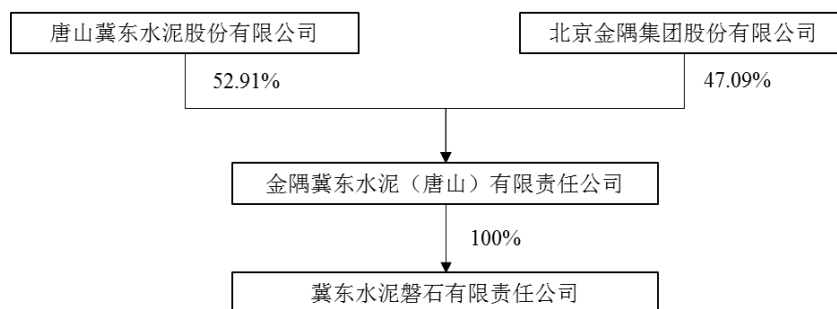 唐山冀东水泥股份有限公司
北京金隅集团股份有限公司
52.91%
47.09%
金隅冀东水泥（唐山）有限责任公司
100%
冀东水泥磐石有限责任公司